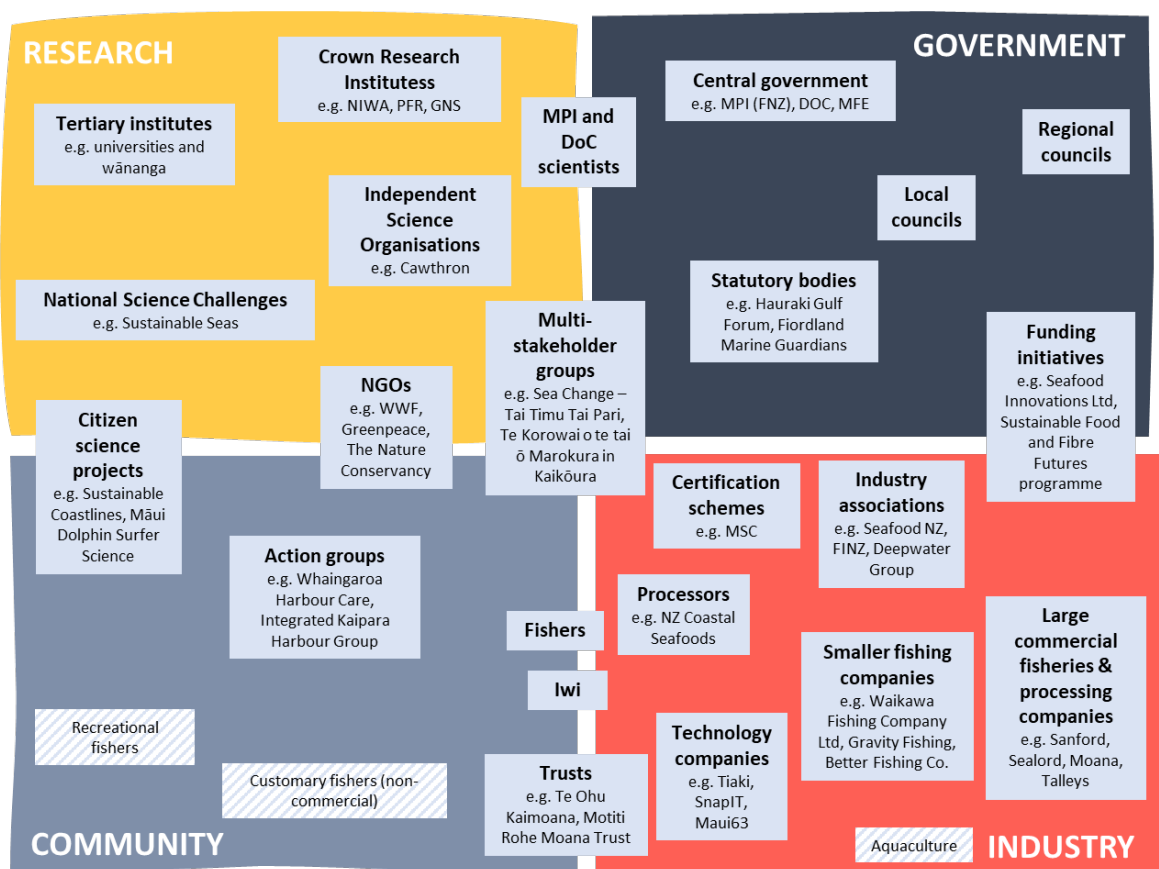 RESEARCH
Crown Research
Institutess
e.g. NIWA, PFR, GNS
Tertiary institutes
e.g. universities and
wānanga
MPI and
DoC
scientists
Independent
Science
Organisations
e.g. Cawthron
National Science Challenges
e.g. Sustainable Seas
GOVERNMENT
Central government
e.g. MPI (FNZ), DOC, MFE
Regional
councils
Local
councils
Statutory bodies
e.g. Hauraki Gulf
Forum, Fiordland
Marine Guardians
Funding
initiatives
e.g. Seafood
Innovations Ltd,
Sustainable Food
and Fibre
Futures
programme
Multi-
stakeholder
groups
e.g. Sea Change –
Tai Timu Tai Pari,
Te Korowai o te tai
ō Marokura in
Kaikōura
NGOs
e.g. WWF,
Greenpeace,
The Nature
Conservancy
Citizen
science
projects
e.g. Sustainable
Coastlines, Māui
Dolphin Surfer
Science
Action groups
e.g. Whaingaroa
Harbour Care,
Integrated Kaipara
Harbour Group
Fishers
Iwi
Recreational
fishers
Customary fishers (non-
commercial)
Trusts
e.g. Te Ohu
Kaimoana, Motiti
Rohe Moana Trust
COMMUNITY
Certification
schemes
e.g. MSC
Industry
associations
e.g. Seafood NZ,
FINZ, Deepwater
Group
Processors
e.g. NZ Coastal
Seafoods
Smaller fishing
companies
e.g. Waikawa
Fishing Company
Ltd, Gravity Fishing,
Better Fishing Co.
Large
commercial
fisheries &
processing
companies
e.g. Sanford,
Sealord, Moana,
Talleys
Technology
companies
e.g. Tiaki,
SnapIT,
Maui63
Aquaculture
INDUSTRY